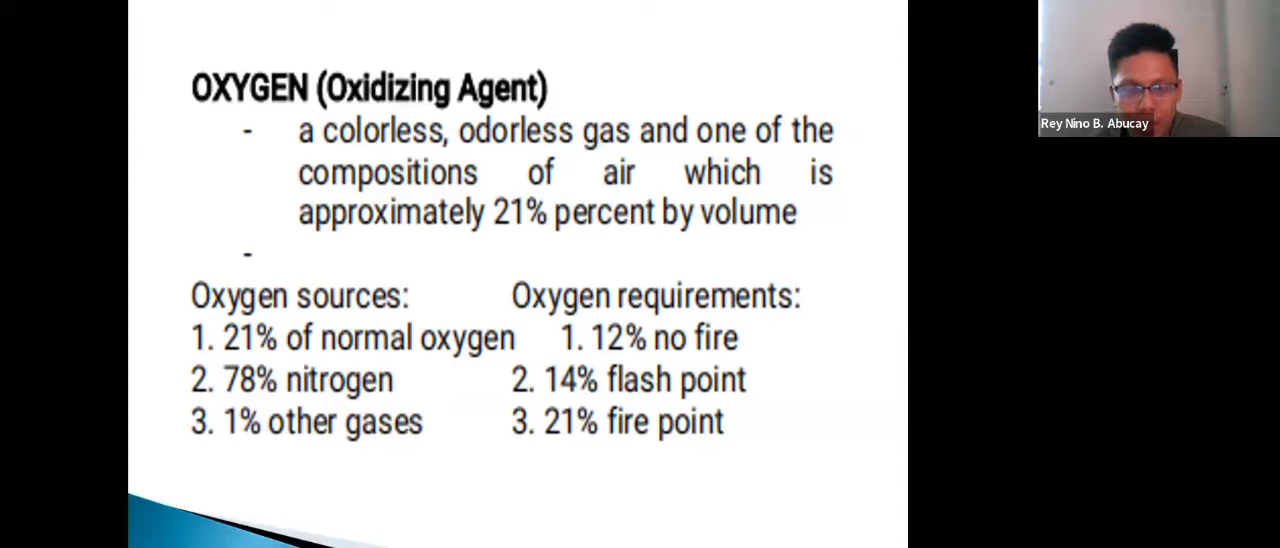 OXYGEN (Oxidizing Agent)
- a colorless, odorless gas and one of the
compositions of air which is
approximately 21% percent by volume
-
Oxygen sources: Oxygen requirements:
1. 21% of normal oxygen 1. 12% no fire
2. 78% nitrogen 2. 14% flash point
3. 1% other gases 3. 21% fire point
Rey Nino B. Abucay